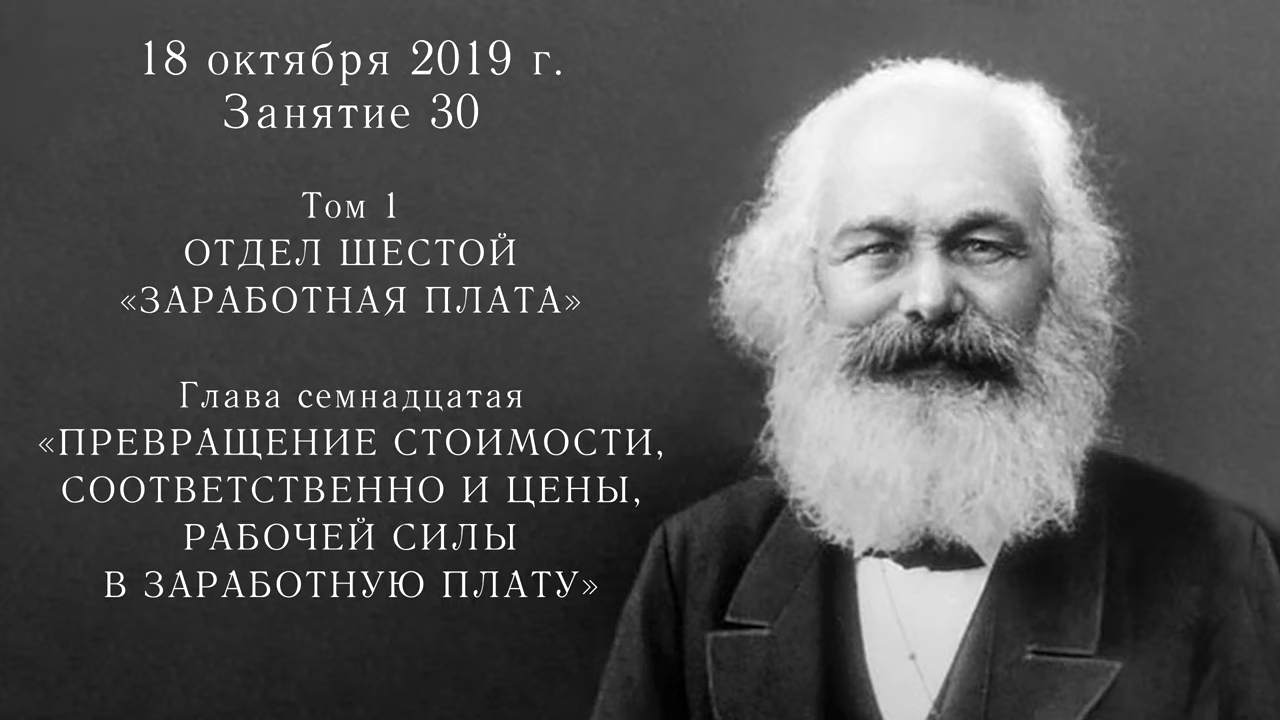 18 октября 2019 г.
Занятие 30
Том 1
ОТДЕЛ ШЕСТОЙ
«ЗАРАБОТНАЯ ПЛАТА»
Глава семнадцатая
«ПРЕВРАЩЕНИЕ СТОИМОСТИ,
СООТВЕТСТВЕННО И ЦЕНЫ,
РАБОЧЕЙ СИЛЫ
В ЗАРАБОТНУЮ ПЛАТУ»